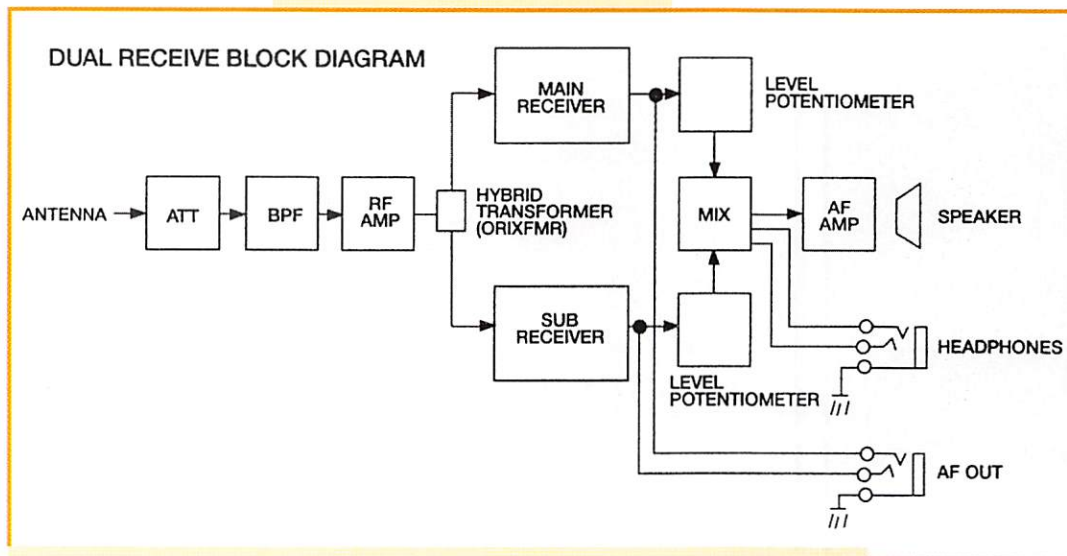 DUAL RECEIVE BLOCK DIAGRAM
MAIN
RECEIVER
LEVEL
POTENTIOMETER
ANTENNA
ATT
BPF
RF
AMP
HYBRID
TRANSFORMER
(ORIXFMR)
MIX
AF
AMP
SPEAKER
SUB
RECEIVER
LEVEL
POTENTIOMETER
HEADPHONES
AF OUT